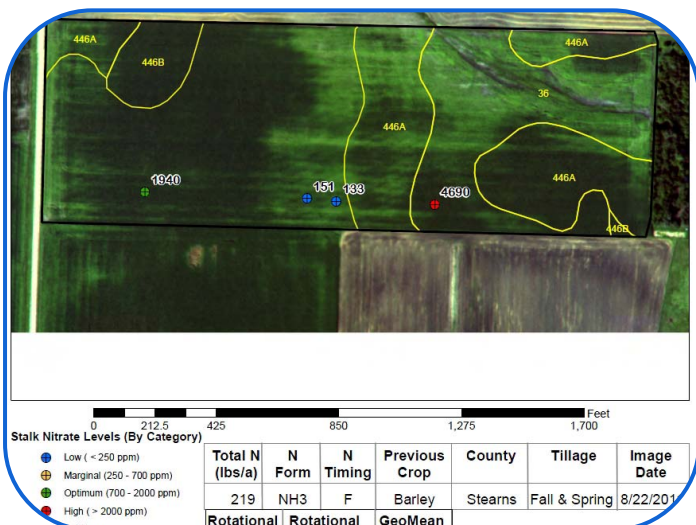 446A
446B
446A
36
446A
446A
446B
1940
151
133
4690
0 212.5 425 850 1,275 1,700 Feet
Stalk Nitrate Levels (By Category)
Low ( < 250 ppm)
Marginal (250 - 700 ppm)
Optimum (700 - 2000 ppm)
High ( > 2000 ppm)
Total N (lbs/a) N Form N Timing Previous Crop County Tillage Image Date
219 NH3 F Barley Stearns Fall & Spring 8/22/201
Rotational Rotational GeoMean